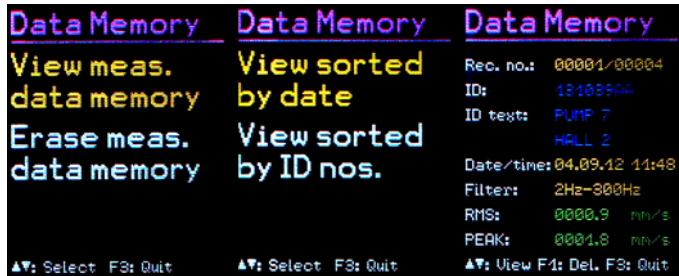 Data Memory
View meas.
data memory
Erase meas.
data memory
▲▼: Select F3: Quit
Data Memory
View sorted
by date
View sorted
by ID nos.
▲▼: Select F3: Quit
Data Memory
Rec. no.: 00001/00004
ID: 131039AA
ID text: PUMP 7
HALL 2
Date/time: 04.09.12 11:48
Filter: 2Hz-300Hz
RMS: 0000.9 mm/s
PEAK: 0001.8 mm/s
▲▼: View F1: Del. F3: Quit